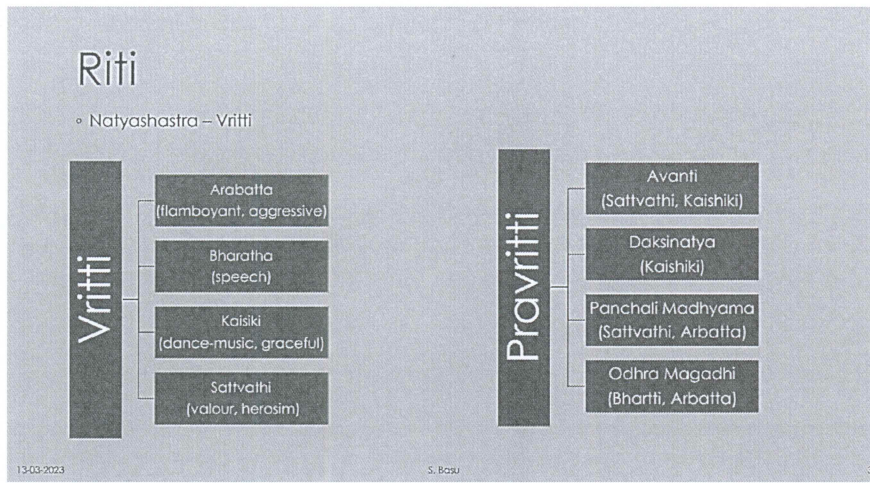 Riti
◦ Natyashastra – Vritti
Vritti
Arabatta
(flamboyant, aggressive)
Bharatha
(speech)
Kaisiki
(dance-music, graceful)
Sattvathi
(valour, herosim)
Pravritti
Avanti
(Sattvathi, Kaishiki)
Daksinatya
(Kaishiki)
Panchali Madhyama
(Sattvathi, Arbatta)
Odhra Magadhi
(Bhartti, Arbatta)
13-03-2023
S. Basu